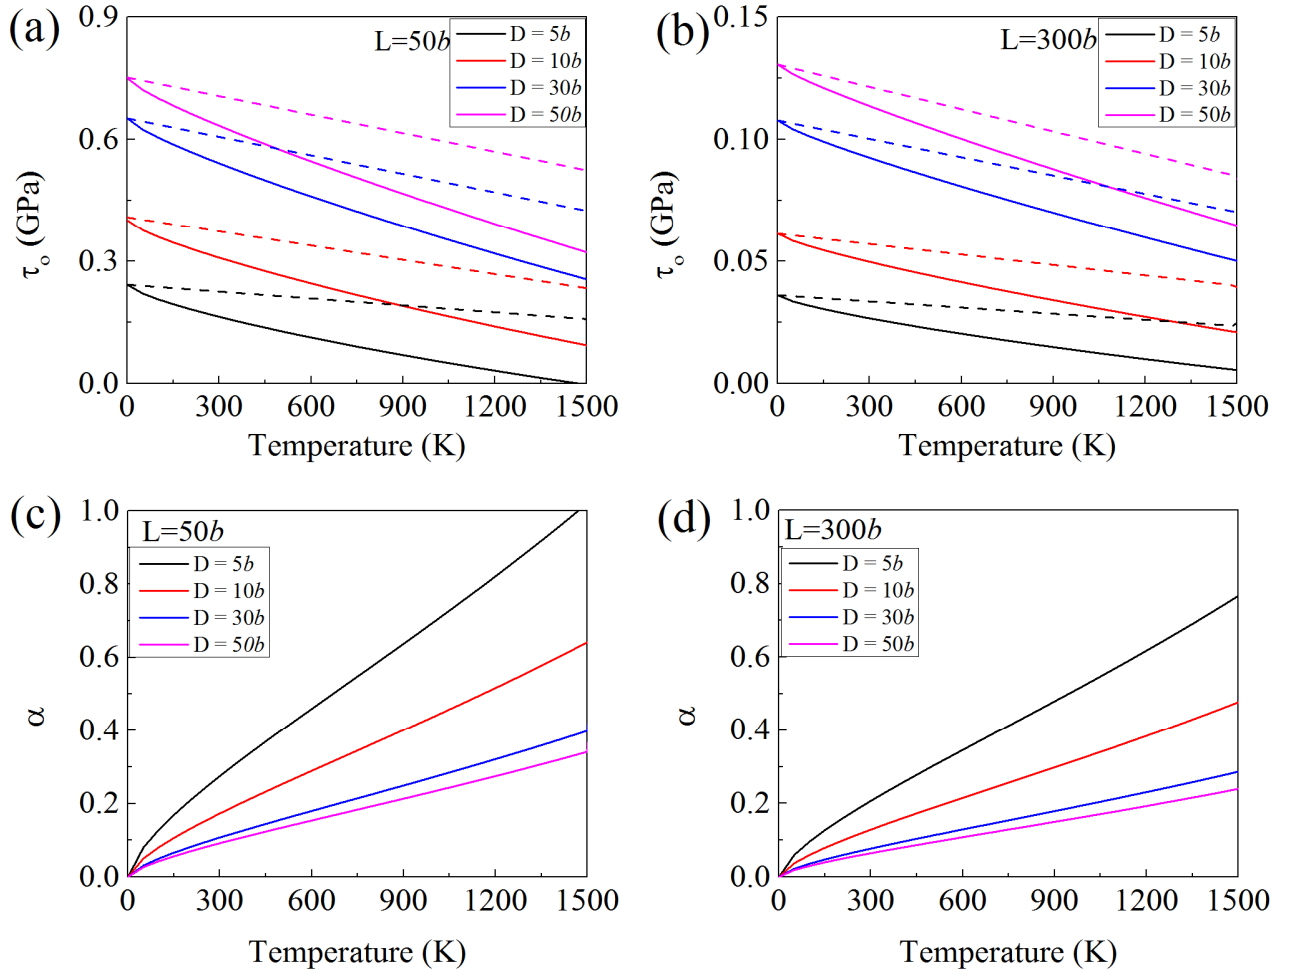 (a)
L=50b
D = 5b
D = 10b
D = 30b
D = 50b
0.9
0.6
0.3
0.0
τo (GPa)
0 300 600 900 1200 1500
Temperature (K)
(b)
L=300b
D = 5b
D = 10b
D = 30b
D = 50b
0.15
0.10
0.05
0.00
τo (GPa)
0 300 600 900 1200 1500
Temperature (K)
(c)
L=50b
D = 5b
D = 10b
D = 30b
D = 50b
1.0
0.8
0.6
0.4
0.2
0.0
α
0 300 600 900 1200 1500
Temperature (K)
(d)
L=300b
D = 5b
D = 10b
D = 30b
D = 50b
1.0
0.8
0.6
0.4
0.2
0.0
α
0 300 600 900 1200 1500
Temperature (K)